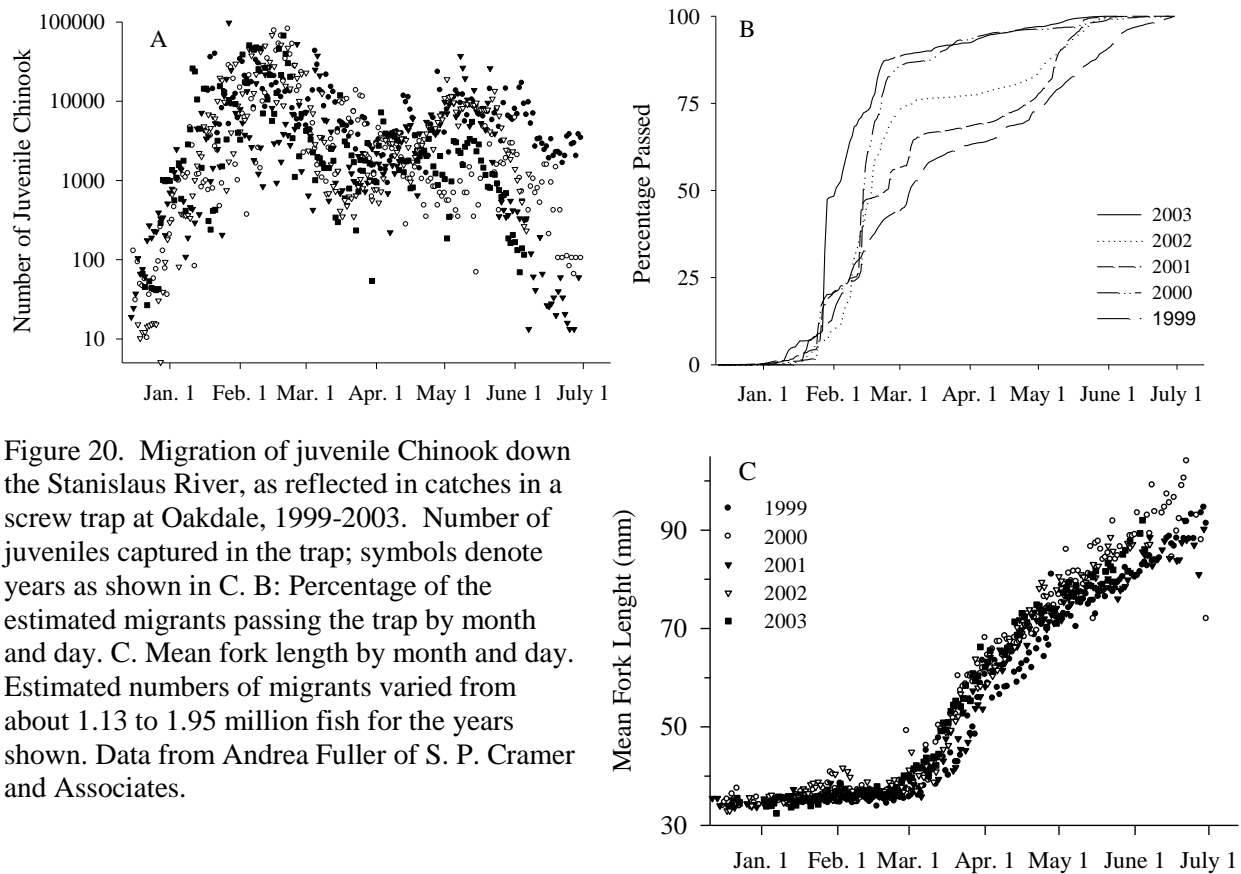 100000
10000
1000
100
10
Number of Juvenile Chinook
A
Jan. 1 Feb. 1 Mar. 1 Apr. 1 May 1 June 1 July 1
100
75
50
25
0
Percentage Passed
B
2003
2002
2001
2000
1999
Jan. 1 Feb. 1 Mar. 1 Apr. 1 May 1 June 1 July 1
Figure 20. Migration of juvenile Chinook down
the Stanislaus River, as reflected in catches in a
screw trap at Oakdale, 1999-2003. Number of
juveniles captured in the trap; symbols denote
years as shown in C. B: Percentage of the
estimated migrants passing the trap by month
and day. C. Mean fork length by month and day.
Estimated numbers of migrants varied from
about 1.13 to 1.95 million fish for the years
shown. Data from Andrea Fuller of S. P. Cramer
and Associates.
C
1999
2000
2001
2002
2003
90
70
50
30
Mean Fork Lenght (mm)
Jan. 1 Feb. 1 Mar. 1 Apr. 1 May 1 June 1 July 1